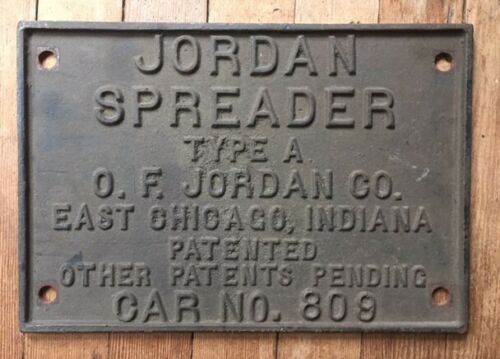 JORDAN
SPREADER
TYPE A
O. F. JORDAN CO.
EAST CHICAGO, INDIANA
PATENTED
OTHER PATENTS PENDING
CAR NO. 809